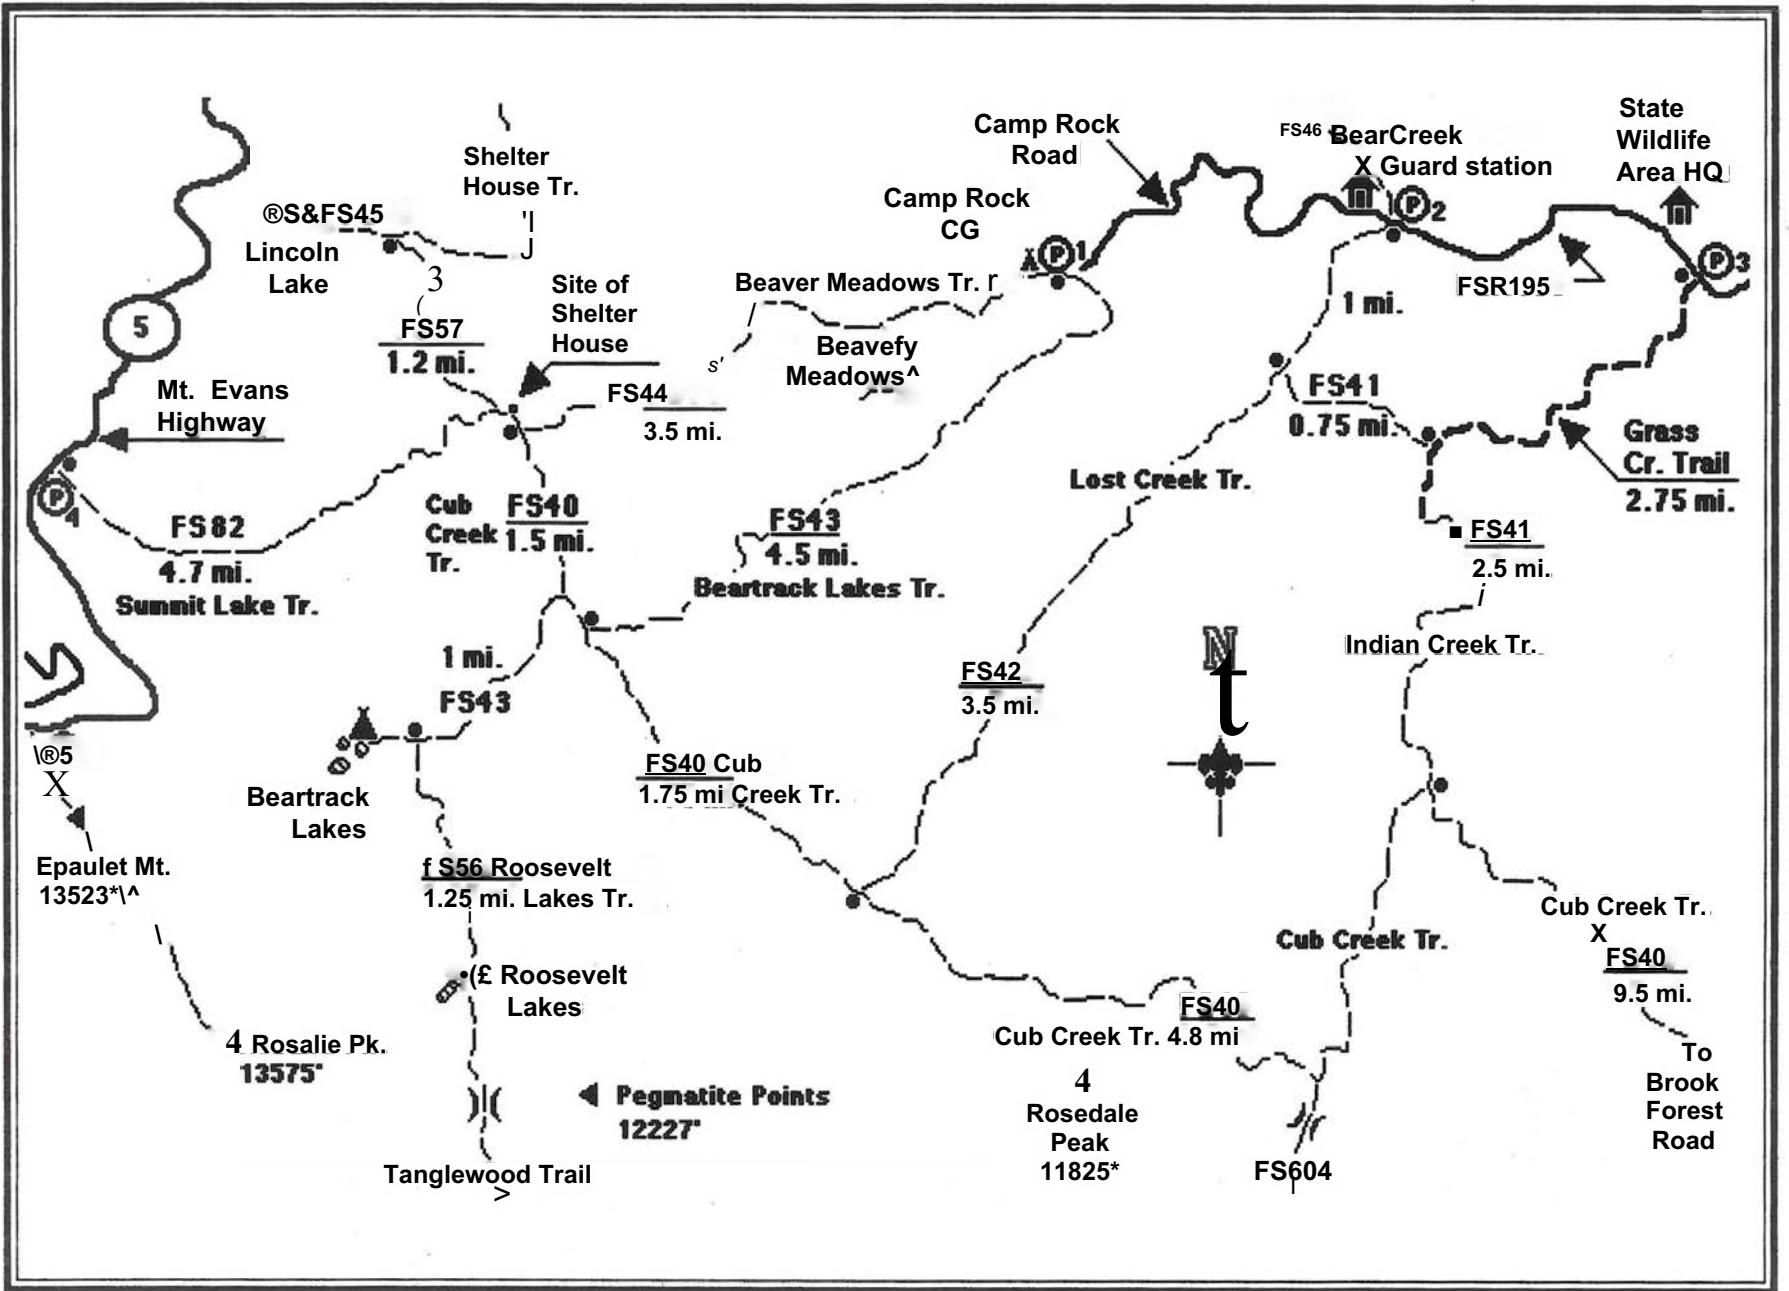 Camp Rock
Road
FS46 BearCreek
X Guard station
State
Wildlife
Area HQ
Shelter
House Tr.
®S&FS45
Lincoln
Lake
'|
J
3
(
Camp Rock
CG
P1
P2
P3
FSR195
Beaver Meadows Tr. r
Site of
Shelter
House
5
FS57
1.2 mi.
s'
Beavefy
Meadows^
1 mi.
Mt. Evans
Highway
FS44
3.5 mi.
FS41
0.75 mi.
Grass
Cr. Trail
2.75 mi.
P4
FS82
4.7 mi.
Summit Lake Tr.
Cub
Creek
Tr.
FS40
1.5 mi.
FS43
4.5 mi.
Beartrack Lakes Tr.
Lost Creek Tr.
FS41
2.5 mi.
Indian Creek Tr.
N
t
1 mi.
FS43
FS42
3.5 mi.
\®5
X
Beartrack
Lakes
FS40 Cub
1.75 mi Creek Tr.
Epaulet Mt.
13523*\^
f S56 Roosevelt
1.25 mi. Lakes Tr.
Cub Creek Tr.
Cub Creek Tr.
X
FS40
9.5 mi.
•(£ Roosevelt
Lakes
FS40
Cub Creek Tr. 4.8 mi
4 Rosalie Pk.
13575"
Pegmatite Points
12227"
4
Rosedale
Peak
11825*
To
Brook
Forest
Road
Tanglewood Trail
>
FS604